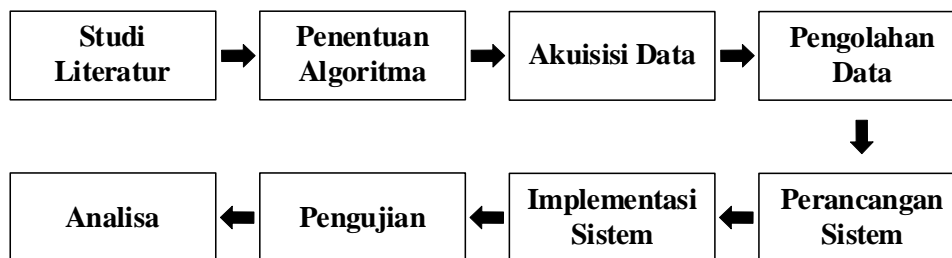 Studi
Literatur
Penentuan
Algoritma
Akuisisi Data
Pengolahan
Data
Analisa
Pengujian
Implementasi
Sistem
Perancangan
Sistem